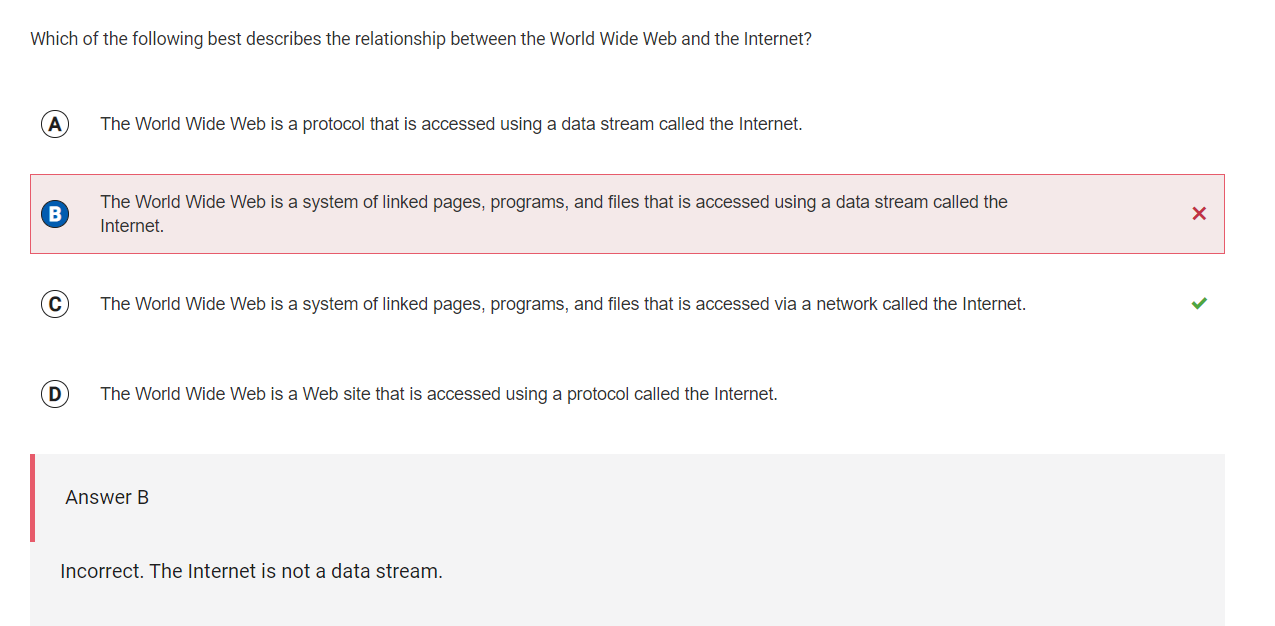 Which of the following best describes the relationship between the World Wide Web and the Internet?
A The World Wide Web is a protocol that is accessed using a data stream called the Internet.
B The World Wide Web is a system of linked pages, programs, and files that is accessed using a data stream called the
Internet.
C The World Wide Web is a system of linked pages, programs, and files that is accessed via a network called the Internet.
D The World Wide Web is a Web site that is accessed using a protocol called the Internet.
Answer B
Incorrect. The Internet is not a data stream.